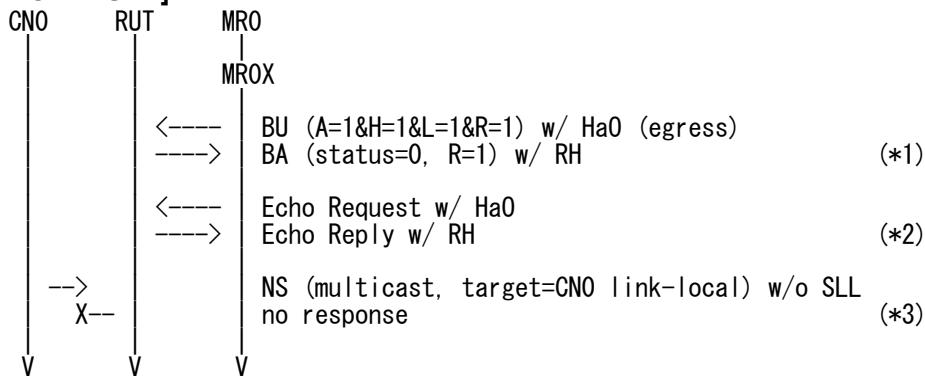 CN0 RUT MR0
MR0X
<---- BU (A=1&H=1&L=1&R=1) w/ HaO (egress)
----> BA (status=0, R=1) w/ RH (*1)
<---- Echo Request w/ HaO
----> Echo Reply w/ RH (*2)
--> NS (multicast, target=CN0 link-local) w/o SLL
X-- no response (*3)
V V V